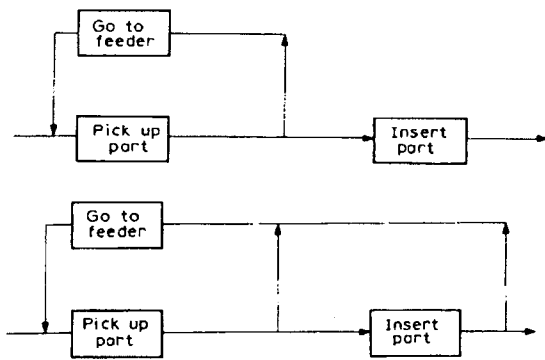 Go to
feeder
Pick up
part
Insert
part
Go to
feeder
Pick up
part
Insert
part